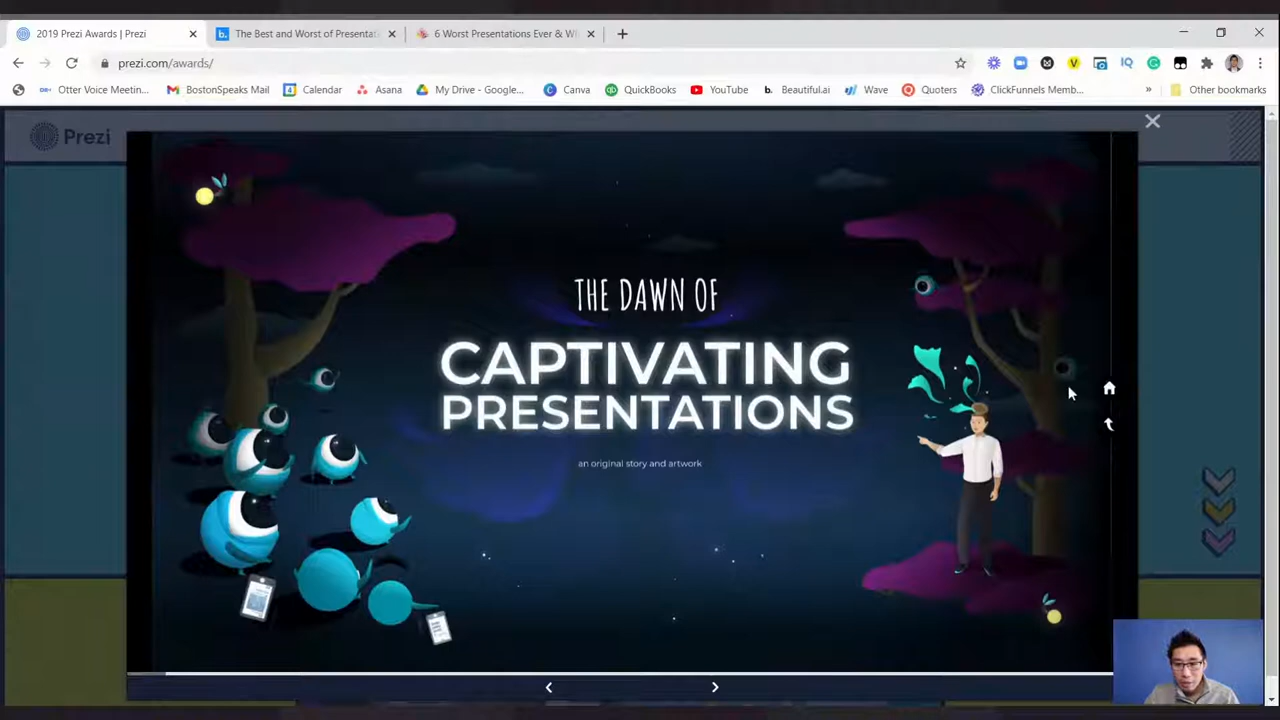 2019 Prezi Awards | Prezi
The Best and Worst of Presentat
6 Worst Presentations Ever & W
prezi.com/awards/
Otter Voice Meetin...
BostonSpeaks Mail
Calendar
Asana
My Drive - Google...
Canva
QuickBooks
YouTube
b. Beautiful.ai
Wave
Quoters
ClickFunnels Memb...
» Other bookmarks
Prezi
THE DAWN OF
CAPTIVATING
PRESENTATIONS
an original story and artwork